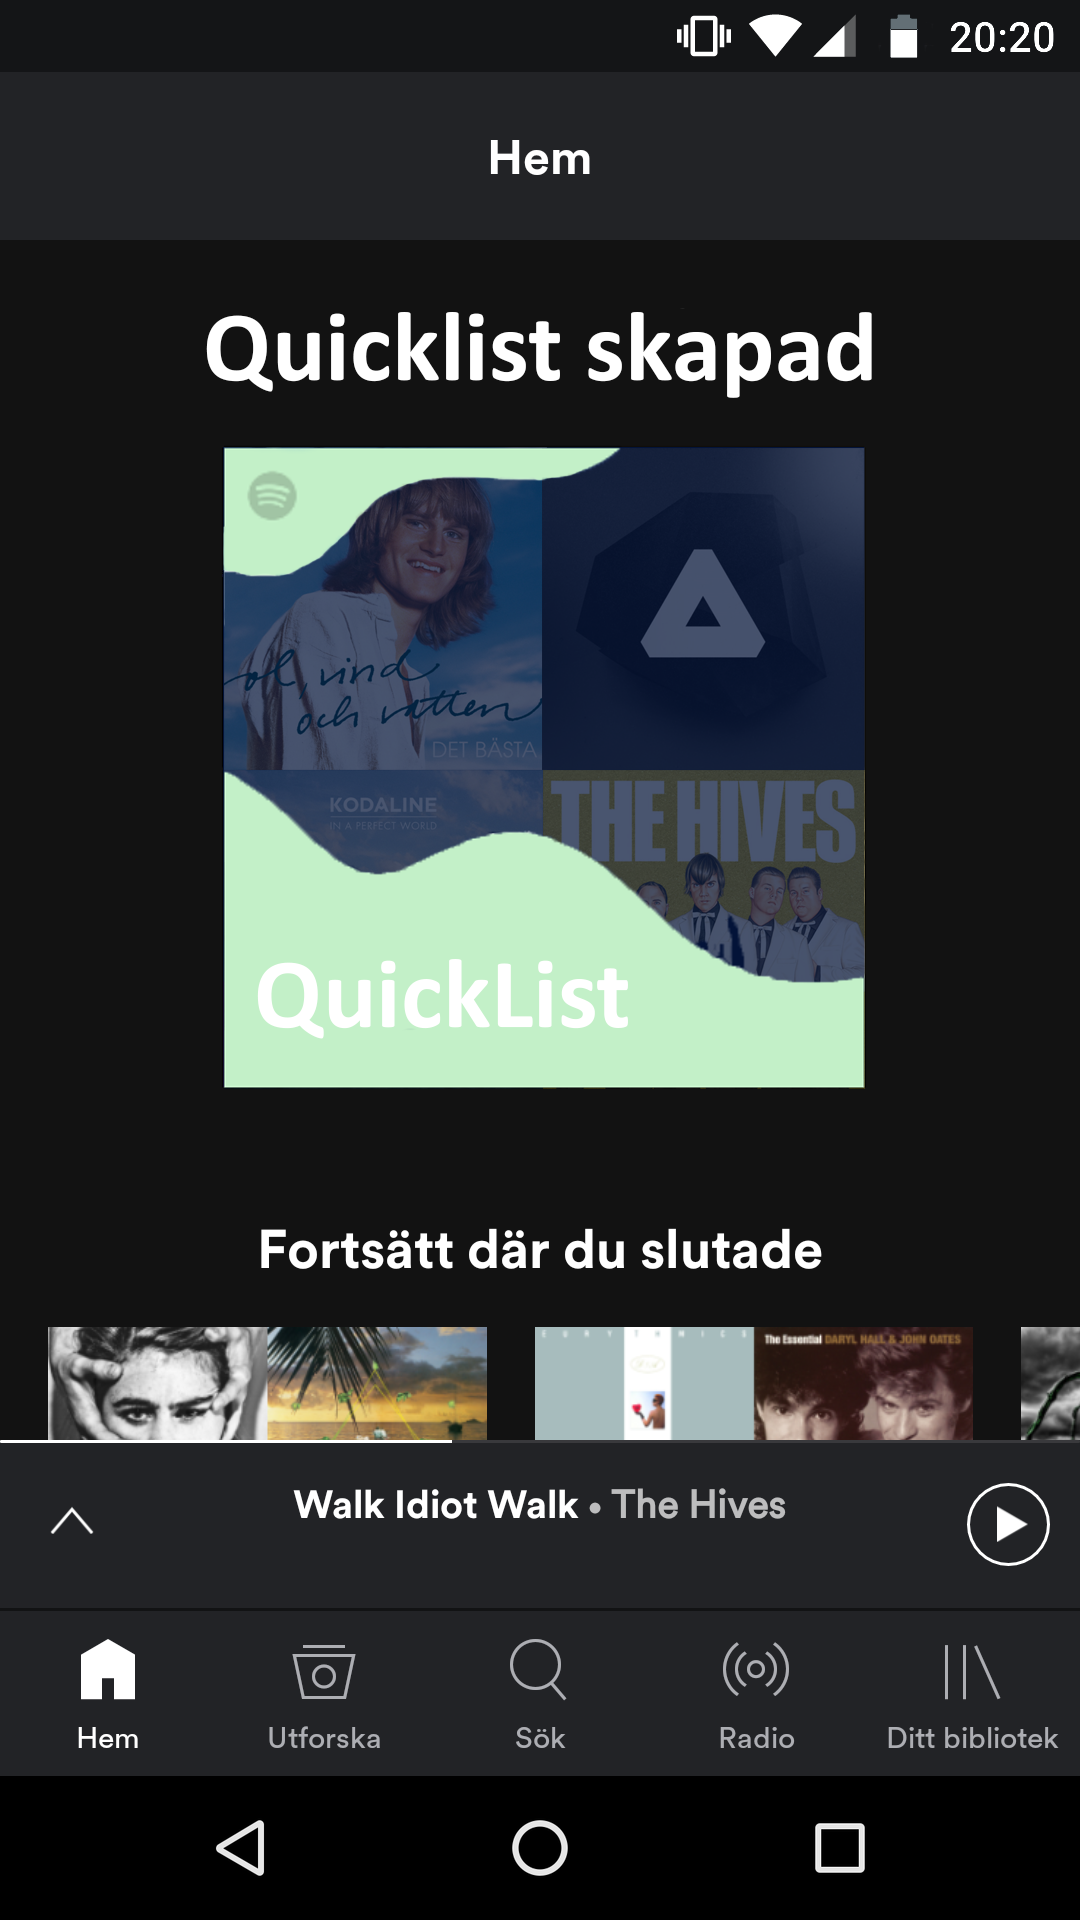 20:20
Hem
Quicklist skapad
ol, vind
och vatten
DET BÄSTA
KODALINE
IN A PERFECT WORLD
THE HIVES
QuickList
Fortsätt där du slutade
EURYTHMICS
The Essential DARYL HALL & JOHN OATES
Walk Idiot Walk • The Hives
Hem
Utforska
Sök
Radio
Ditt bibliotek